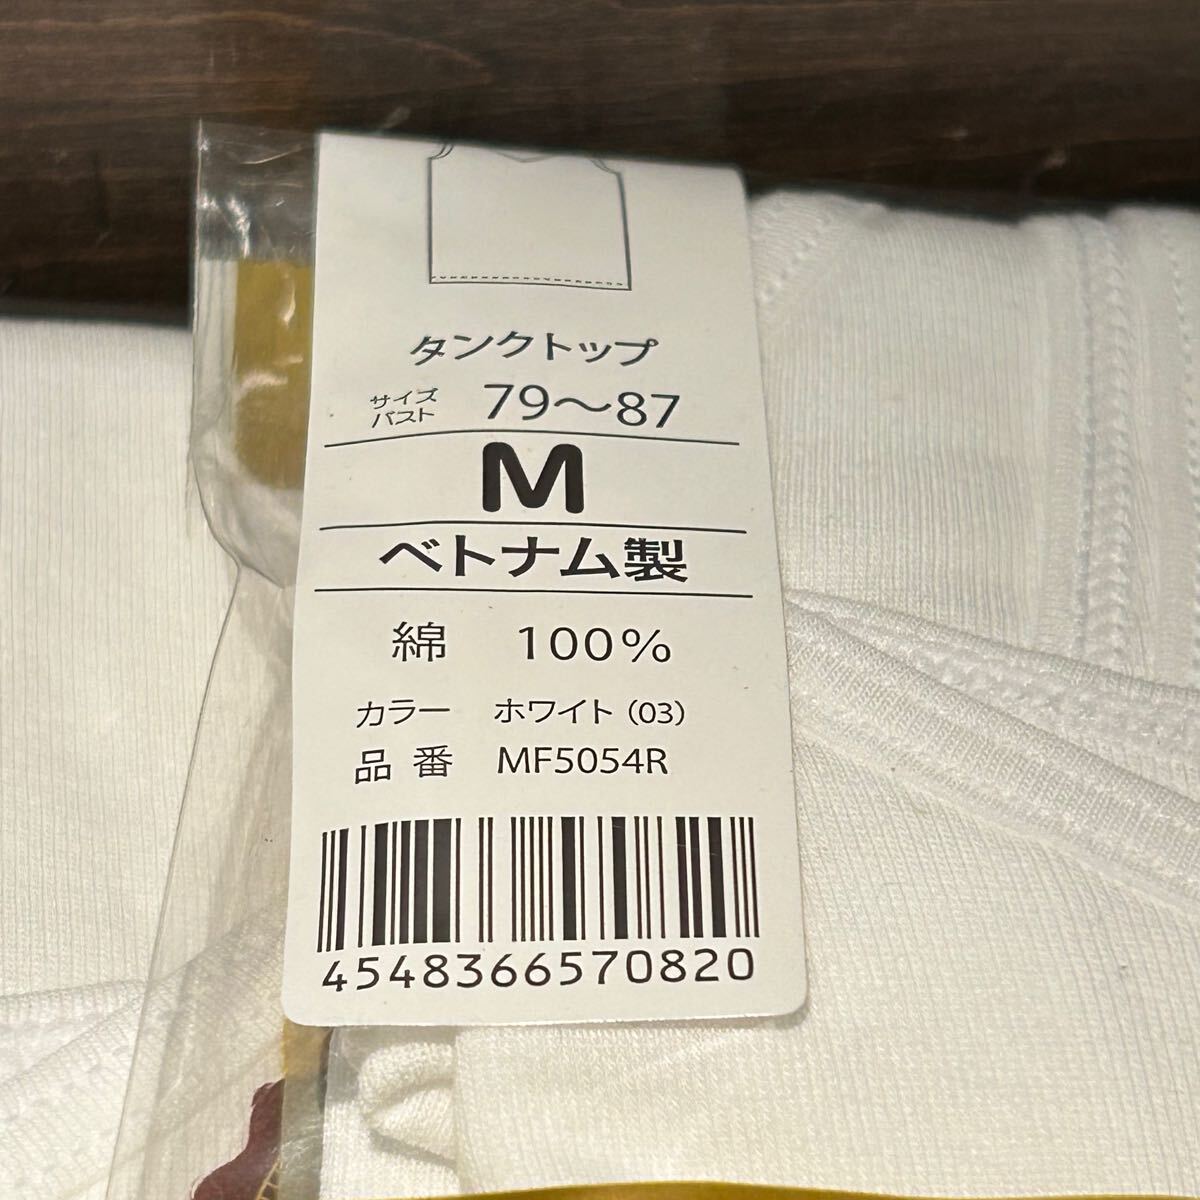 タンクトップ
サイズ
バスト 79〜87
M
ベトナム製
綿 100%
カラー ホワイト (03)
品番 MF5054R
4548366570820